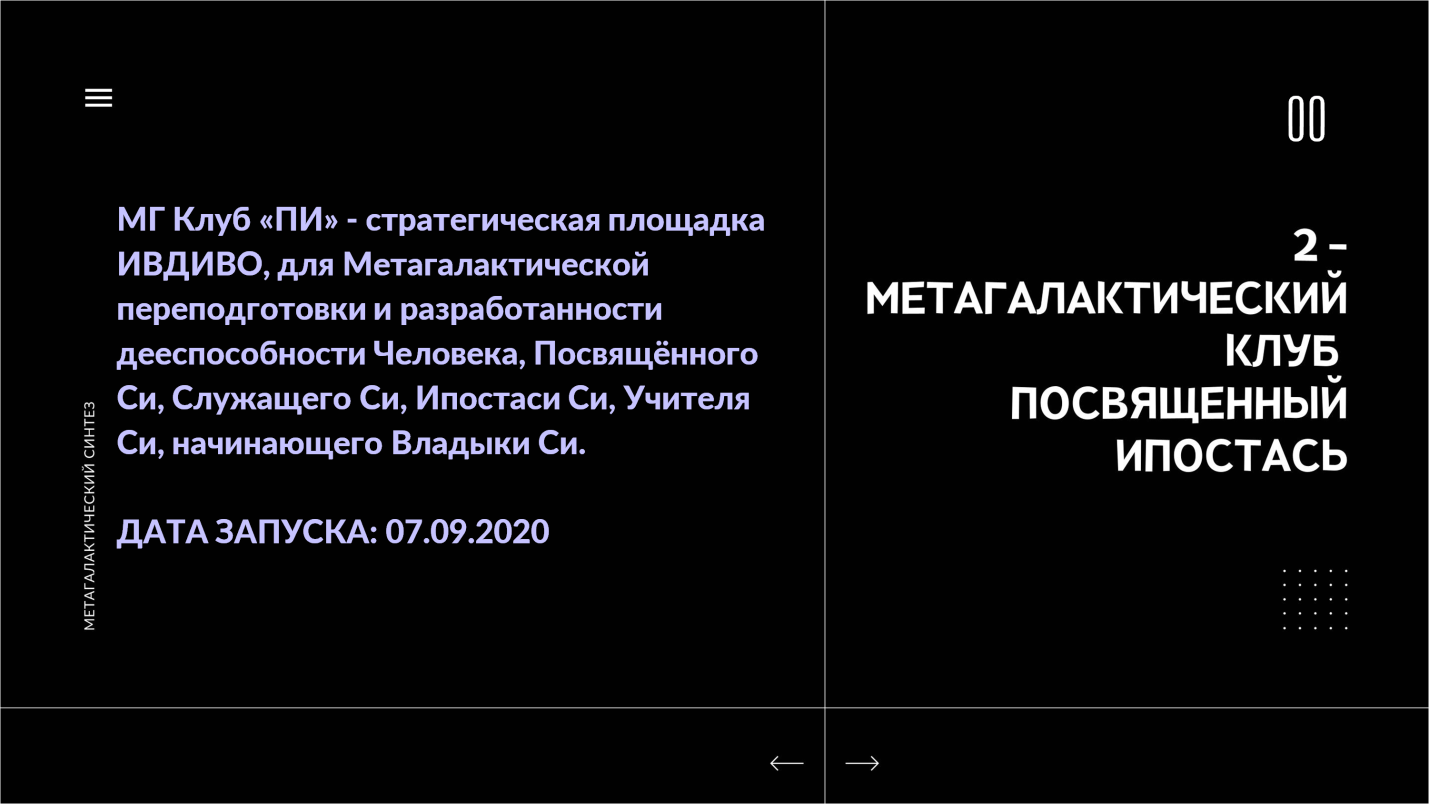 МГ Клуб «ПИ» - стратегическая площадка
ИВДИВО, для Метагалактической
переподготовки и разработанности
дееспособности Человека, Посвящённого
Си, Служащего Си, Ипостаси Си, Учителя
Си, начинающего Владыки Си.
ДАТА ЗАПУСКА: 07.09.2020
МЕТАГАЛАКТИЧЕСКИЙ СИНТЕЗ
00
2 –
МЕТАГАЛАКТИЧЕСКИЙ
КЛУБ
ПОСВЯЩЕННЫЙ
ИПОСТАСЬ